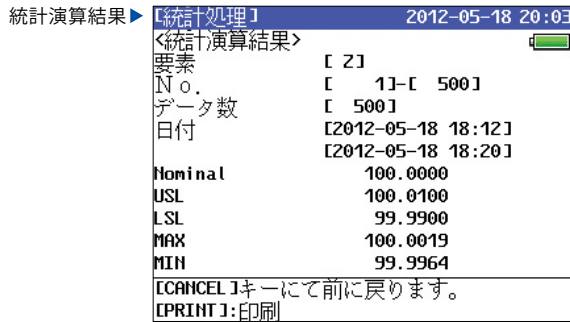 統計演算結果▶
[統計処理] 2012-05-18 20:03
<統計演算結果>
要素 [ Z]
No. [ 1]-[ 500]
データ数 [ 500]
日付 [2012-05-18 18:12]
[2012-05-18 18:20]
Nominal 100.0000
USL 100.0100
LSL 99.9900
MAX 100.0019
MIN 99.9964
[CANCEL]キーにて前に戻ります。
[PRINT]:印刷